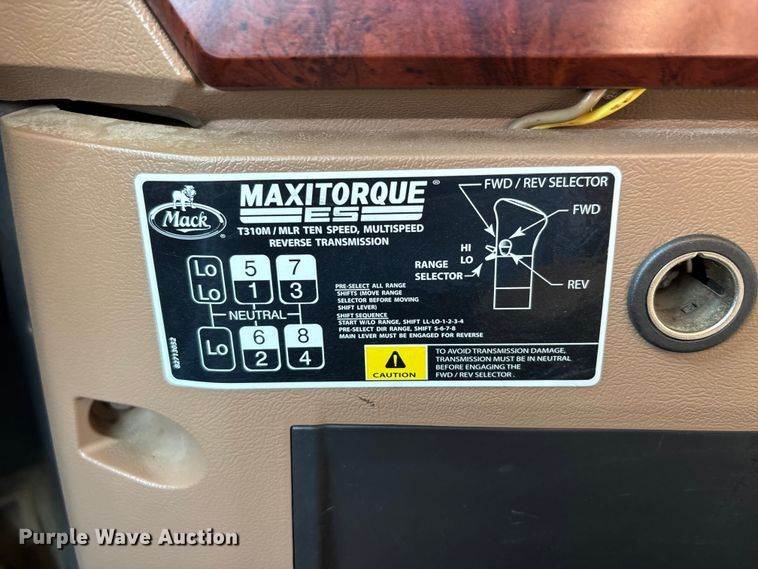 Mack
MAXITORQUE®
ES
T310M / MLR TEN SPEED, MULTISPEED
REVERSE TRANSMISSION
Lo 5 7
Lo 1 3
NEUTRAL
Lo 6 8
2 4
82713052
PRE-SELECT ALL RANGE
SHIFTS (MOVE RANGE
SELECTOR BEFORE MOVING
SHIFT LEVER)
SHIFT SEQUENCE
START W/LO RANGE, SHIFT LL-LO-1-2-3-4
PRE-SELECT DIR RANGE, SHIFT 5-6-7-8
MAIN LEVER MUST BE ENGAGED FOR REVERSE
FWD / REV SELECTOR
FWD
HI
LO
RANGE
SELECTOR
REV
CAUTION
TO AVOID TRANSMISSION DAMAGE,
TRANSMISSION MUST BE IN NEUTRAL
BEFORE ENGAGING THE
FWD / REV SELECTOR.
Purple Wave Auction